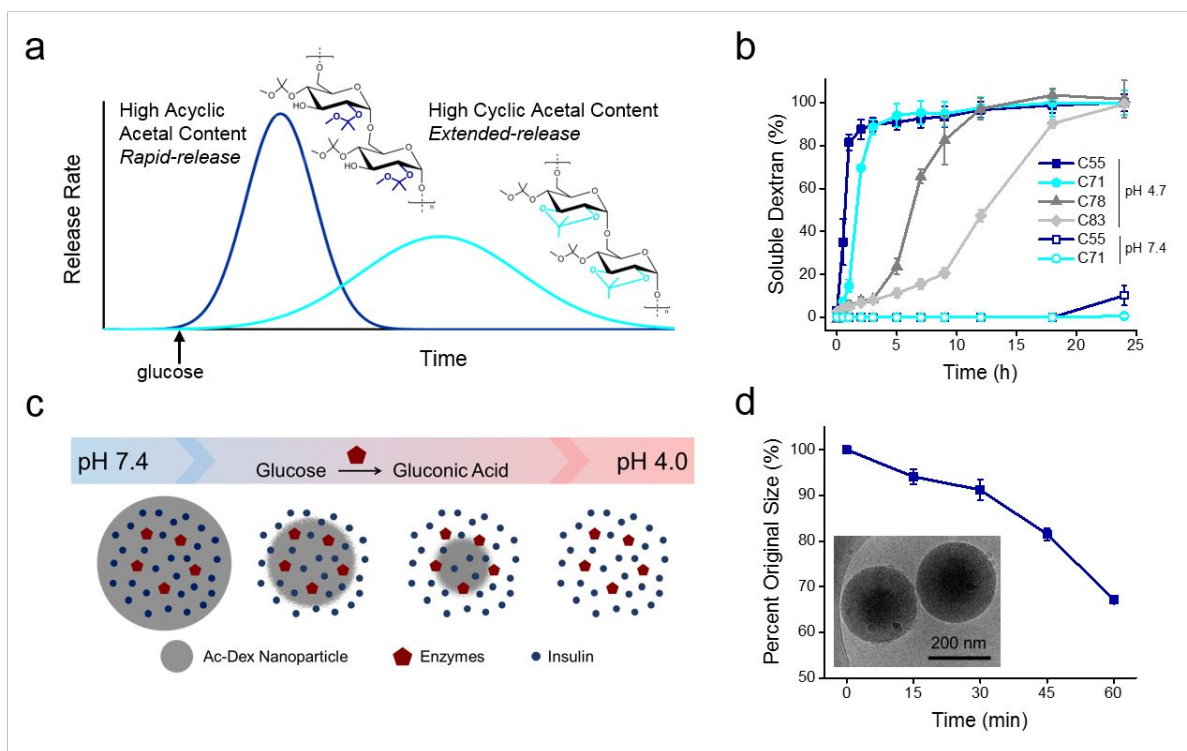 a
High Acyclic
Acetal Content
Rapid-release
High Cyclic Acetal Content
Extended-release
Release Rate
Time
glucose
b
Soluble Dextran (%)
100
80
60
40
20
0
0 5 10 15 20 25
Time (h)
C55
C71
C78
C83
pH 4.7
C55
C71
pH 7.4
c
pH 7.4
Glucose
Gluconic Acid
pH 4.0
Ac-Dex Nanoparticle
Enzymes
Insulin
d
Percent Original Size (%)
100
90
80
70
60
50
0 15 30 45 60
Time (min)
200 nm